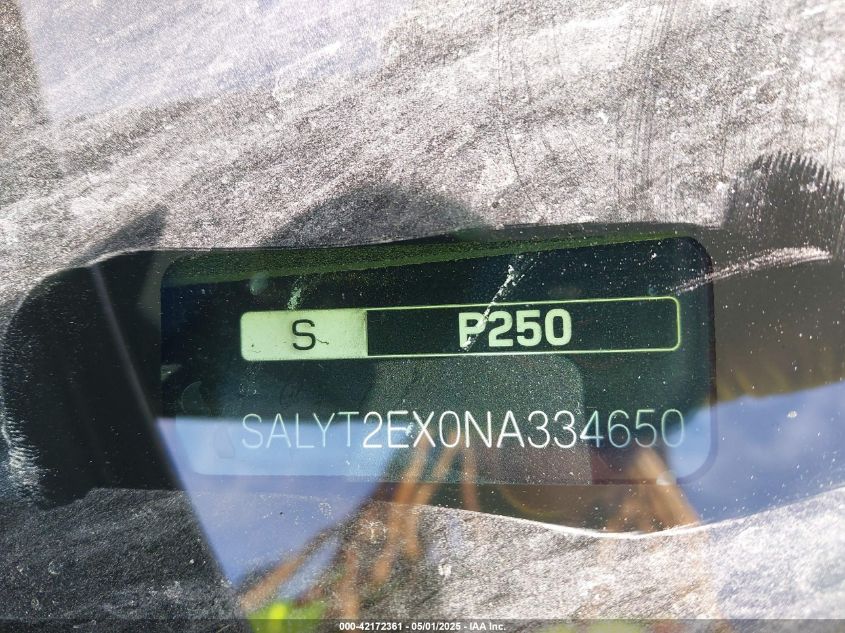 S P250
SALYT2EX0NA334650
000-42172361 - 05/01/2025 - IAA Inc.